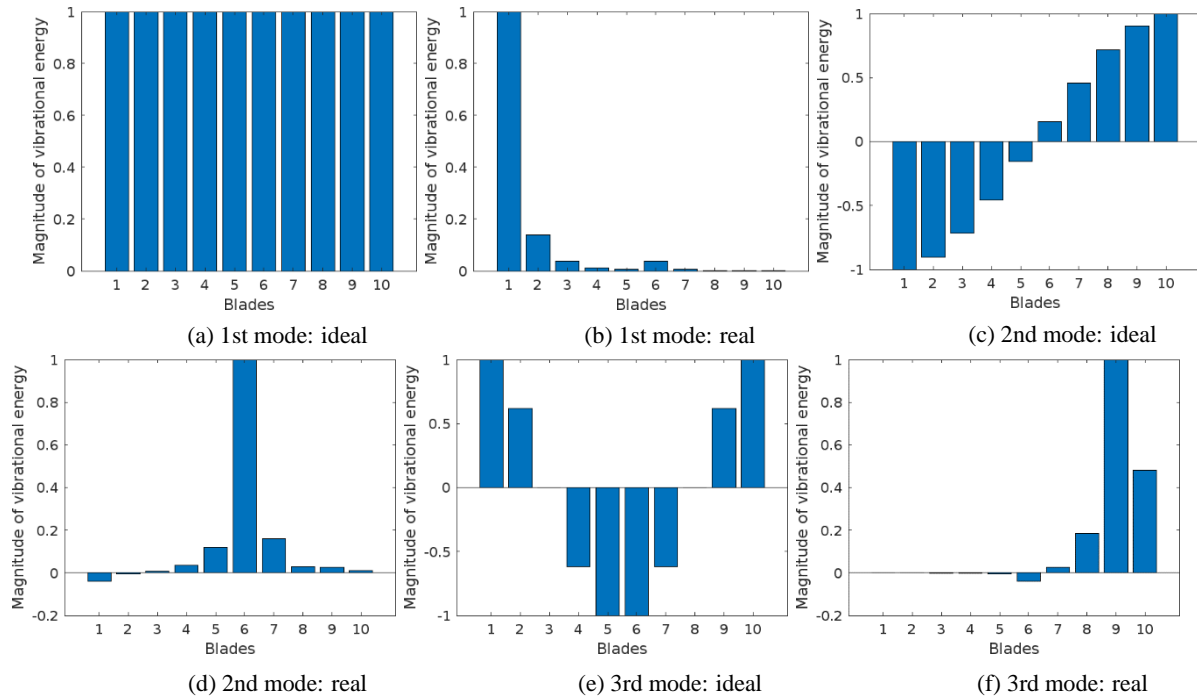 Magnitude of vibrational energy
1
0.8
0.6
0.4
0.2
0
1 2 3 4 5 6 7 8 9 10
Blades
(a) 1st mode: ideal
Magnitude of vibrational energy
1
0.8
0.6
0.4
0.2
0
1 2 3 4 5 6 7 8 9 10
Blades
(b) 1st mode: real
Magnitude of vibrational energy
1
0.5
0
-0.5
-1
1 2 3 4 5 6 7 8 9 10
Blades
(c) 2nd mode: ideal
Magnitude of vibrational energy
1
0.8
0.6
0.4
0.2
0
-0.2
1 2 3 4 5 6 7 8 9 10
Blades
(d) 2nd mode: real
Magnitude of vibrational energy
1
0.5
0
-0.5
-1
1 2 3 4 5 6 7 8 9 10
Blades
(e) 3rd mode: ideal
Magnitude of vibrational energy
1
0.8
0.6
0.4
0.2
0
-0.2
1 2 3 4 5 6 7 8 9 10
Blades
(f) 3rd mode: real